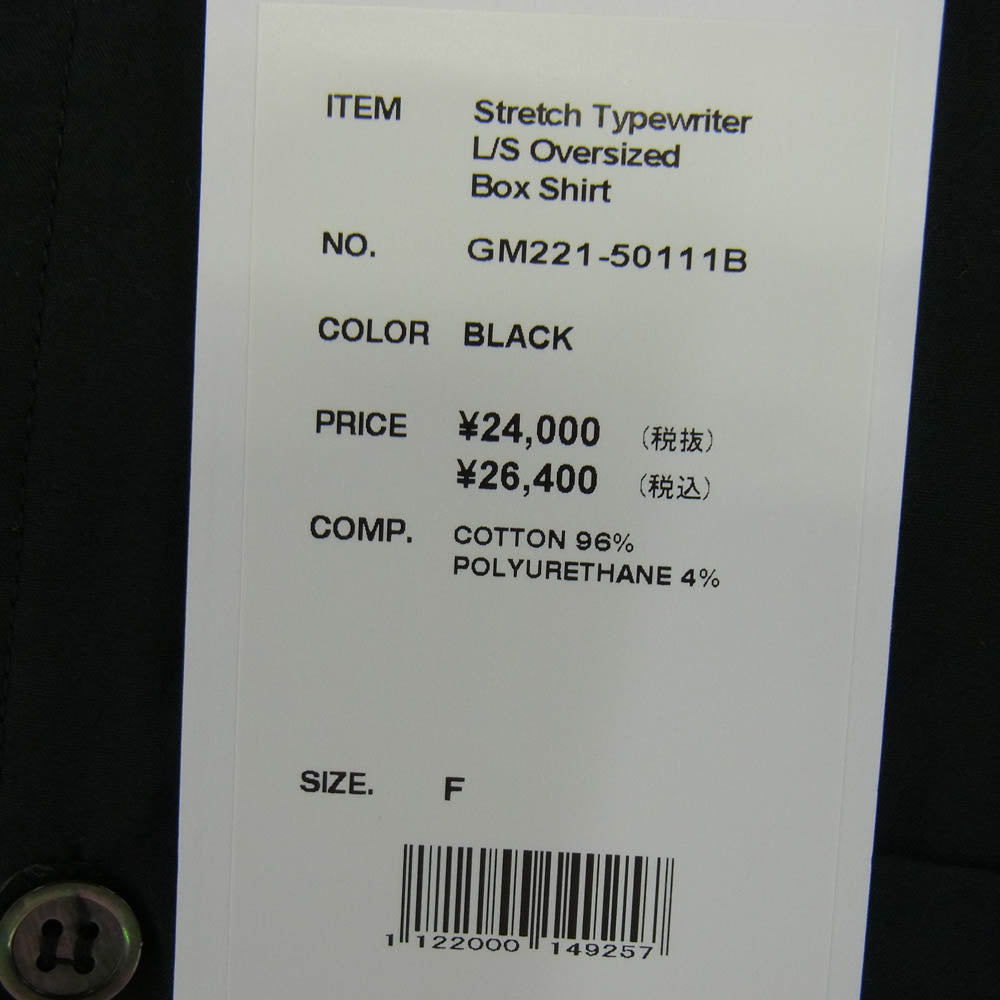 ITEM Stretch Typewriter
L/S Oversized
Box Shirt
NO. GM221-50111B
COLOR BLACK
PRICE ¥24,000 （税抜）
¥26,400 （税込）
COMP. COTTON 96%
POLYURETHANE 4%
SIZE. F
1 122000 149257